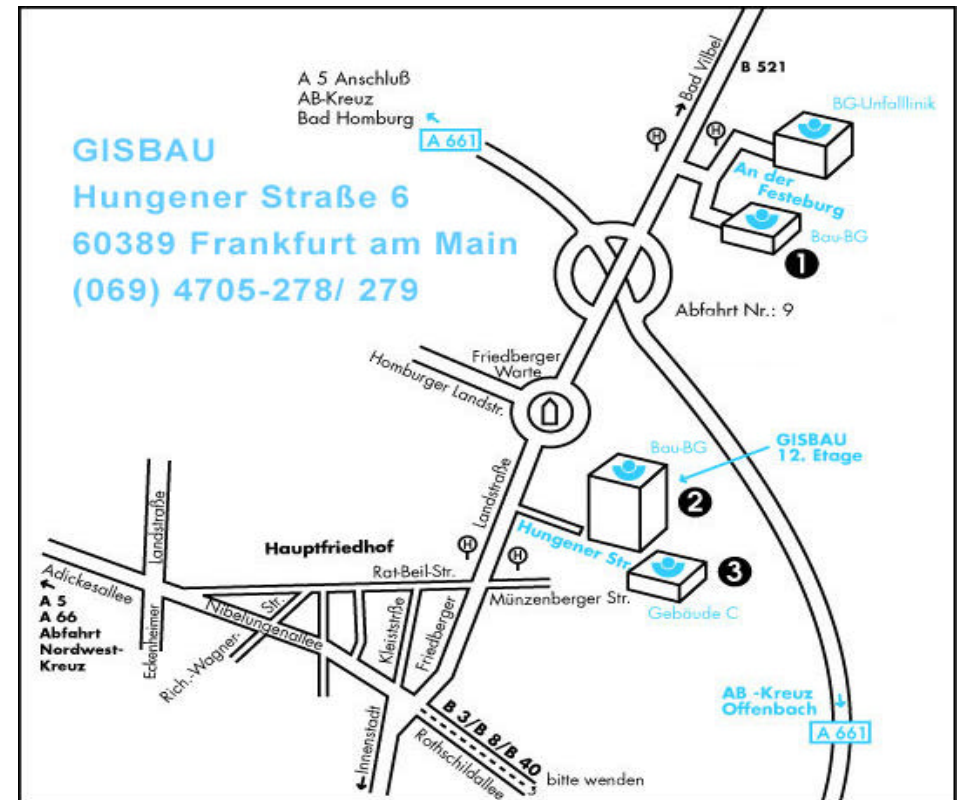 A 5 Anschluß
AB-Kreuz
Bad Homburg
A 661
GISBAU
Hungener Straße 6
60389 Frankfurt am Main
(069) 4705-278/ 279
Bad Vilbel
B 521
H
H
BG-Unfalllinik
An der
Festeburg
Bau-BG
1
Abfahrt Nr.: 9
Friedberger
Warte
Homburger Landstr.
Bau-BG
GISBAU
12. Etage
2
Landstraße
Hungener Str.
3
Gebäude C
Landstraße
Hauptfriedhof
H
H
Rat-Beil-Str.
Münzenberger Str.
Adickesallee
A 5
A 66
Abfahrt
Nordwest-
Kreuz
Eckenheimer
Nibelungenallee
Rich.-Wagner-
Str.
Kleiststße
Friedberger
Innenstadt
B 3/B 8/B 40
Rothschildallee
bitte wenden
AB -Kreuz
Offenbach
A 661